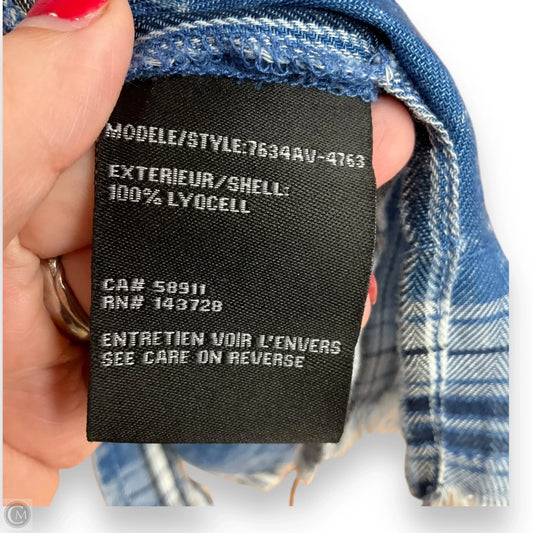 MODELE/STYLE:7634AV-4763
EXTERIEUR/SHELL:
100% LYOCELL
CA# 58911
RN# 143728
ENTRETIEN VOIR L'ENVERS
SEE CARE ON REVERSE